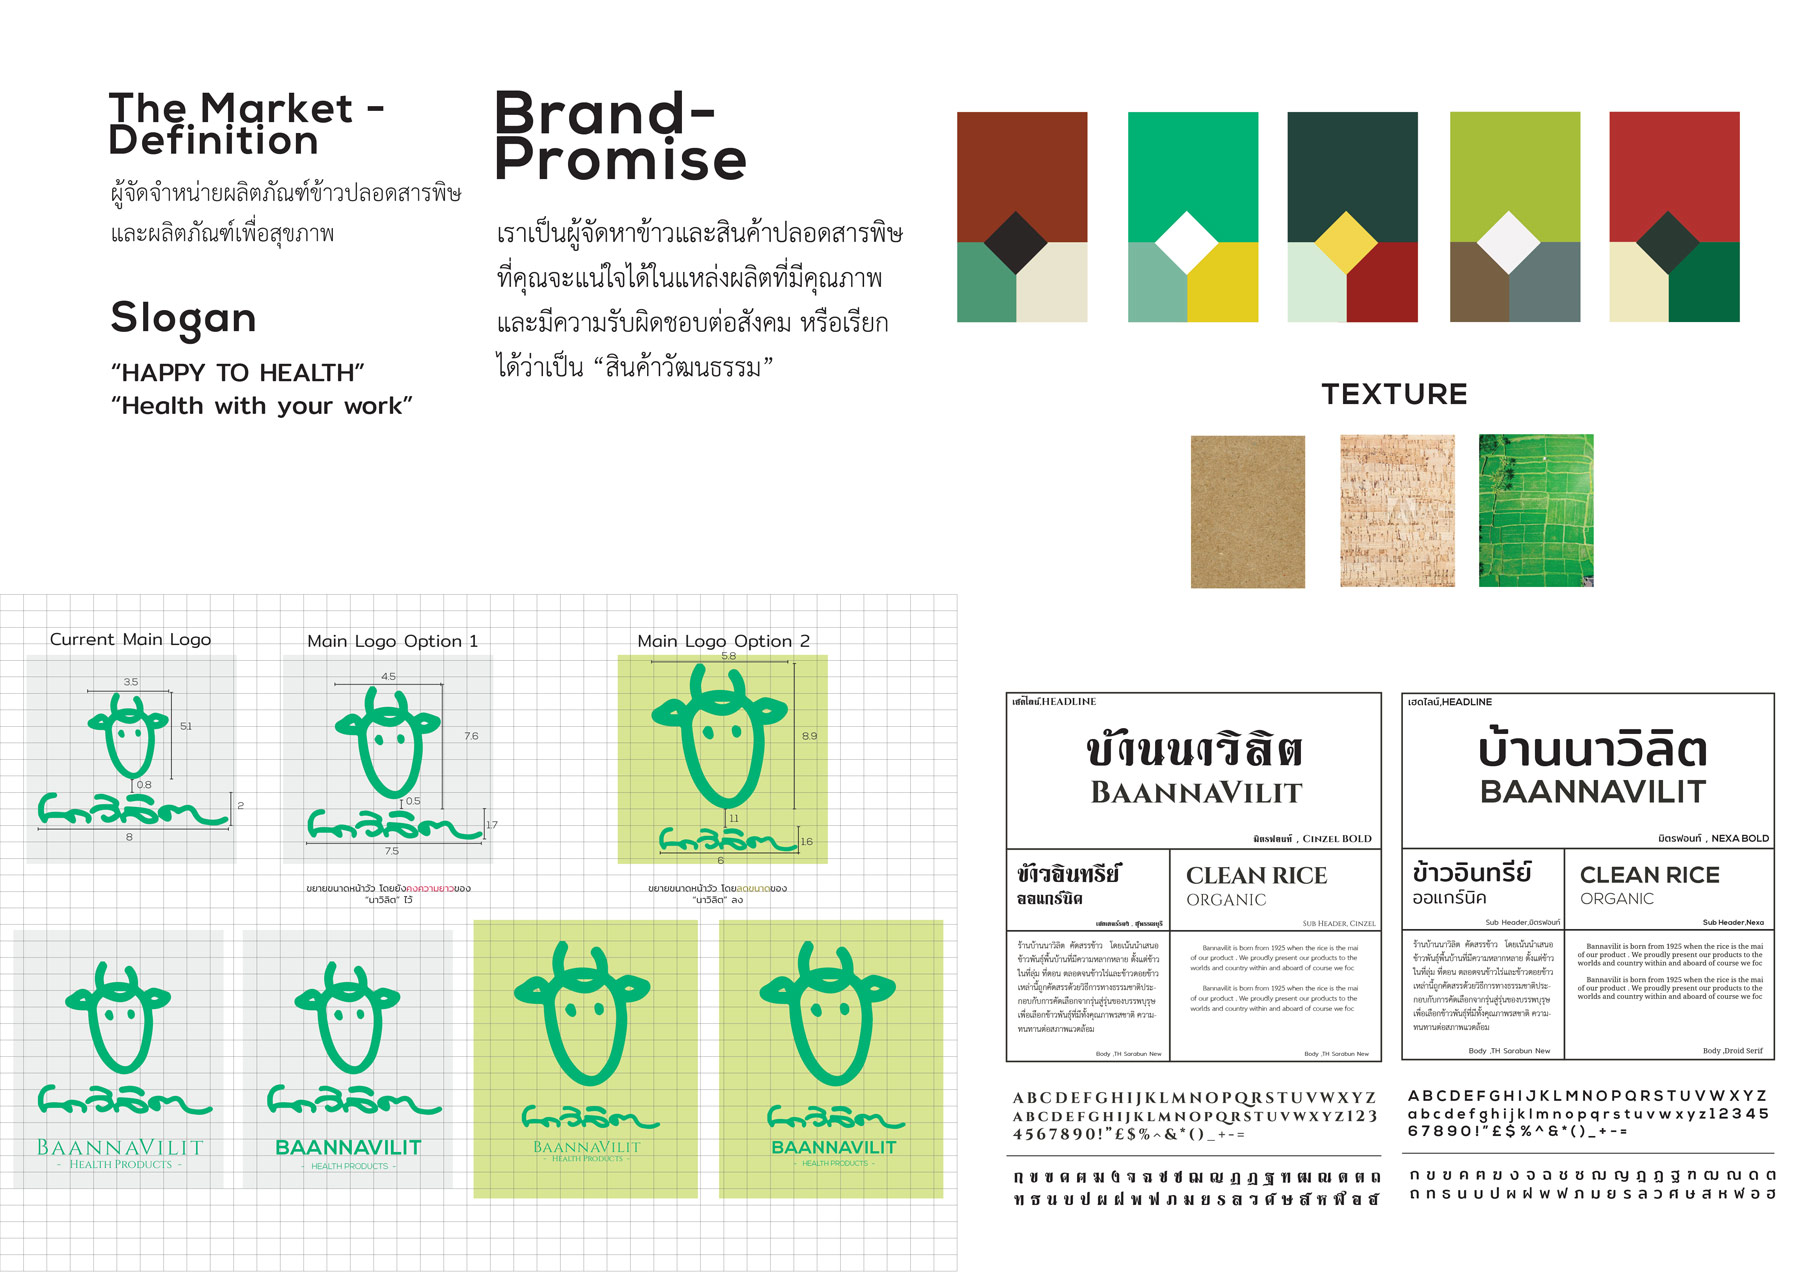 The Market -
Definition
ผู้จัดจำหน่ายผลิตภัณฑ์ข้าวปลอดสารพิษ
และผลิตภัณฑ์เพื่อสุขภาพ
Slogan
“HAPPY TO HEALTH”
“Health with your work”
Brand-
Promise
เราเป็นผู้จัดหาข้าวและสินค้าปลอดสารพิษ
ที่คุณจะแน่ใจได้ในแหล่งผลิตที่มีคุณภาพ
และมีความรับผิดชอบต่อสังคม หรือเรียก
ได้ว่าเป็น “สินค้าวัฒนธรรม”
TEXTURE
Current Main Logo
3.5
5.1
0.8
นาวิลิต
2
8
Main Logo Option 1
4.5
7.6
0.5
นาวิลิต
1.7
7.5
ขยายขนาดหน้าวัว โดยยังคงความยาวของ
“นาวิลิต” ไว้
Main Logo Option 2
5.8
8.9
1.1
นาวิลิต
1.6
6
ขยายขนาดหน้าวัว โดยลดขนาดของ
“นาวิลิต” ลง
นาวิลิต
BAANNAVILIT
- HEALTH PRODUCTS -
นาวิลิต
BAANNAVILIT
- HEALTH PRODUCTS -
นาวิลิต
BAANNAVILIT
- HEALTH PRODUCTS -
นาวิลิต
BAANNAVILIT
- HEALTH PRODUCTS -
เฮดไลน์,HEADLINE
บ้านนาวิลิต
BAANNAVILIT
มิตรฟอนท์ , CINZEL BOLD
ข้าวอินทรีย์
ออแกร์นิค
CLEAN RICE
ORGANIC
SUB HEADER, CINZEL
ร้านบ้านนาวิลิต คัดสรรข้าว โดยเน้นนำเสนอ
ข้าวพันธุ์พื้นบ้านที่มีความหลากหลาย ตั้งแต่ข้าว
ในที่ลุ่ม ที่ดอน ตลอดจนข้าวไร่และข้าวดอยข้าว
เหล่านี้ถูกคัดสรรด้วยวิธีการทางธรรมชาติประ-
กอบกับการคัดเลือกจากรุ่นสู่รุ่นของบรรพบุรุษ
เพื่อเลือกข้าวพันธุ์ที่มีทั้งคุณภาพรสชาติ ความ-
ทนทานต่อสภาพแวดล้อม
Body ,TH Sarabun New
Bannavilit is born from 1925 when the rice is the mai
of our product . We proudly present our products to the
worlds and country within and aboard of course we foc
Bannavilit is born from 1925 when the rice is the mai
of our product . We proudly present our products to the
worlds and country within and aboard of course we foc
Body ,TH Sarabun New
ABCDEFGHIJKLMNOPQRSTUVWXYZ
ABCDEFGHIJKLMNOPQRSTUVWXYZ123
4567890!”£$%^&*()_+-=
ก ข ฃ ค ฅ ฆ ง จ ฉ ช ซ ฌ ญ ฎ ฏ ฐ ฑ ฒ ณ ด ต ถ
ท ธ น บ ป ผ ฝ พ ฟ ภ ม ย ร ล ว ศ ษ ส ห ฬ อ ฮ
เฮดไลน์,HEADLINE
บ้านนาวิลิต
BAANNAVILIT
มิตรฟอนท์ , NEXA BOLD
ข้าวอินทรีย์
ออแกร์นิค
Sub Header,มิตรฟอนท์
CLEAN RICE
ORGANIC
Sub Header,Nexa
ร้านบ้านนาวิลิต คัดสรรข้าว โดยเน้นนำเสนอ
ข้าวพันธุ์พื้นบ้านที่มีความหลากหลาย ตั้งแต่ข้าว
ในที่ลุ่ม ที่ดอน ตลอดจนข้าวไร่และข้าวดอยข้าว
เหล่านี้ถูกคัดสรรด้วยวิธีการทางธรรมชาติประ-
กอบกับการคัดเลือกจากรุ่นสู่รุ่นของบรรพบุรุษ
เพื่อเลือกข้าวพันธุ์ที่มีทั้งคุณภาพรสชาติ ความ-
ทนทานต่อสภาพแวดล้อม
Body ,TH Sarabun New
Bannavilit is born from 1925 when the rice is the mai
of our product . We proudly present our products to the
worlds and country within and aboard of course we foc
Bannavilit is born from 1925 when the rice is the mai
of our product . We proudly present our products to the
worlds and country within and aboard of course we foc
Body ,Droid Serif
ABCDEFGHIJKLMNOPQRSTUVWXYZ
abcdefghijklmnopqrstuvwxyz12345
67890!”£$%^&*()_+-=
ก ข ฃ ค ฅ ฆ ง จ ฉ ช ซ ฌ ญ ฎ ฏ ฐ ฑ ฒ ณ ด ต
ถ ท ธ น บ ป ผ ฝ พ ฟ ภ ม ย ร ล ว ศ ษ ส ห ฬ อ ฮ